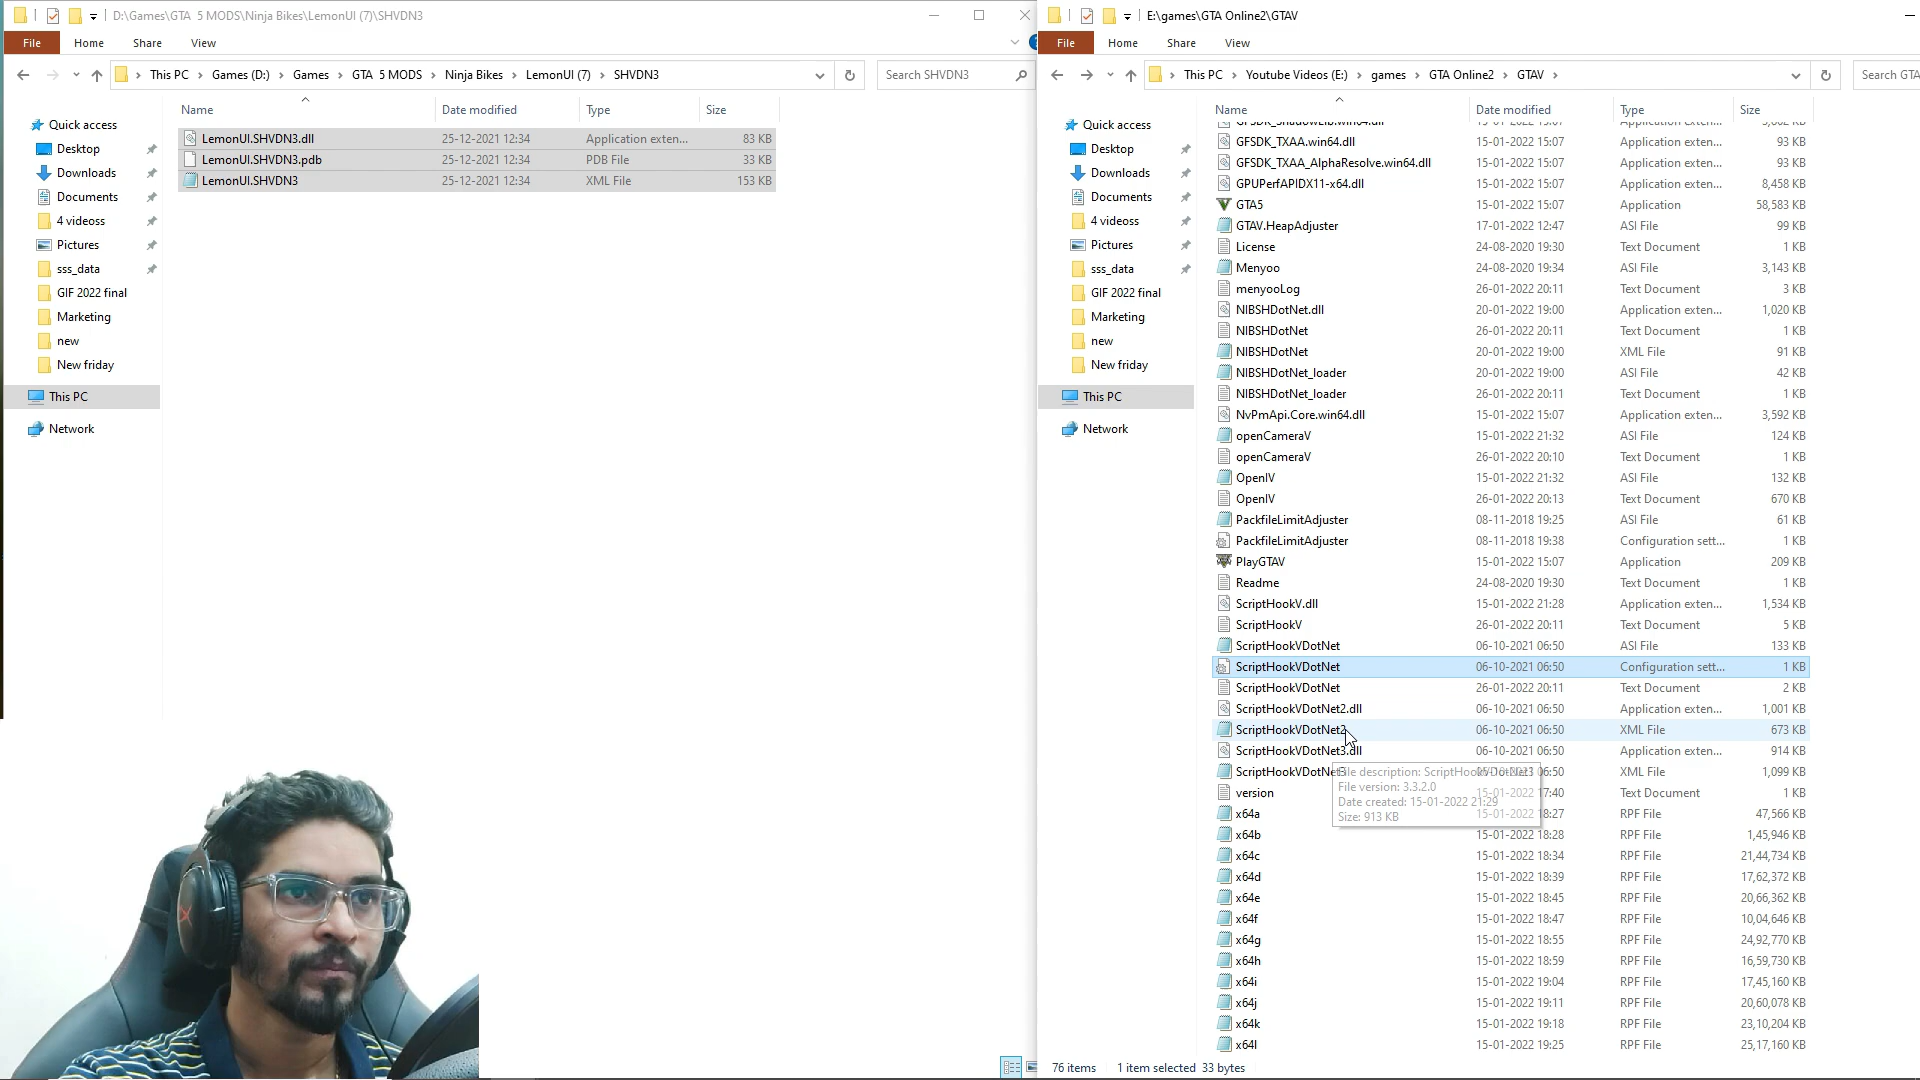 D:\Games\GTA  5 MODS\Ninja Bikes\LemonUI (7)\SHVDN3
File Home Share View
This PC > Games (D:) > Games > GTA  5 MODS > Ninja Bikes > LemonUI (7) > SHVDN3
Search SHVDN3
Name Date modified Type Size
LemonUI.SHVDN3.dll 25-12-2021 12:34 Application exten... 83 KB
LemonUI.SHVDN3.pdb 25-12-2021 12:34 PDB File 33 KB
LemonUI.SHVDN3 25-12-2021 12:34 XML File 153 KB
Quick access
Desktop
Downloads
Documents
4 videoss
Pictures
sss_data
GIF 2022 final
Marketing
new
New friday
This PC
Network
E:\games\GTA Online2\GTAV
File Home Share View
This PC > Youtube Videos (E:) > games > GTA Online2 > GTAV >
Search GTA
Quick access
Desktop
Downloads
Documents
4 videoss
Pictures
sss_data
GIF 2022 final
Marketing
new
New friday
This PC
Network
Name Date modified Type Size
GFSDK_TXAA.win64.dll 15-01-2022 15:07 Application exten... 93 KB
GFSDK_TXAA_AlphaResolve.win64.dll 15-01-2022 15:07 Application exten... 93 KB
GPUPerfAPIDX11-x64.dll 15-01-2022 15:07 Application exten... 8,458 KB
GTA5 15-01-2022 15:07 Application 58,583 KB
GTAV.HeapAdjuster 17-01-2022 12:47 ASI File 99 KB
License 24-08-2020 19:30 Text Document 1 KB
Menyoo 24-08-2020 19:34 ASI File 3,143 KB
menyooLog 26-01-2022 20:11 Text Document 3 KB
NIBSHDotNet.dll 20-01-2022 19:00 Application exten... 1,020 KB
NIBSHDotNet 26-01-2022 20:11 Text Document 1 KB
NIBSHDotNet 20-01-2022 19:00 XML File 91 KB
NIBSHDotNet_loader 20-01-2022 19:00 ASI File 42 KB
NIBSHDotNet_loader 26-01-2022 20:11 Text Document 1 KB
NvPmApi.Core.win64.dll 15-01-2022 15:07 Application exten... 3,592 KB
openCameraV 15-01-2022 21:32 ASI File 124 KB
openCameraV 26-01-2022 20:10 Text Document 1 KB
OpenIV 15-01-2022 21:32 ASI File 132 KB
OpenIV 26-01-2022 20:13 Text Document 670 KB
PackfileLimitAdjuster 08-11-2018 19:25 ASI File 61 KB
PackfileLimitAdjuster 08-11-2018 19:38 Configuration sett... 1 KB
PlayGTAV 15-01-2022 15:07 Application 209 KB
Readme 24-08-2020 19:30 Text Document 1 KB
ScriptHookV.dll 15-01-2022 21:28 Application exten... 1,534 KB
ScriptHookV 26-01-2022 20:11 Text Document 5 KB
ScriptHookVDotNet 06-10-2021 06:50 ASI File 133 KB
ScriptHookVDotNet 06-10-2021 06:50 Configuration sett... 1 KB
ScriptHookVDotNet 26-01-2022 20:11 Text Document 2 KB
ScriptHookVDotNet2.dll 06-10-2021 06:50 Application exten... 1,001 KB
ScriptHookVDotNet2 06-10-2021 06:50 XML File 673 KB
ScriptHookVDotNet3.dll 06-10-2021 06:50 Application exten... 914 KB
06:50 XML File 1,099 KB
File version: 3.3.2.0
Date created: 15-01-2022 21:29
Size: 913 KB
version 17:40 Text Document 1 KB
x64a 18:27 RPF File 47,566 KB
x64b 15-01-2022 18:28 RPF File 1,45,946 KB
x64c 15-01-2022 18:34 RPF File 21,44,734 KB
x64d 15-01-2022 18:39 RPF File 17,62,372 KB
x64e 15-01-2022 18:45 RPF File 20,66,362 KB
x64f 15-01-2022 18:47 RPF File 10,04,646 KB
x64g 15-01-2022 18:55 RPF File 24,92,770 KB
x64h 15-01-2022 18:59 RPF File 16,59,730 KB
x64i 15-01-2022 19:04 RPF File 17,45,160 KB
x64j 15-01-2022 19:11 RPF File 20,60,078 KB
x64k 15-01-2022 19:18 RPF File 23,10,204 KB
x64l 15-01-2022 19:25 RPF File 25,17,160 KB
76 items 1 item selected 33 bytes